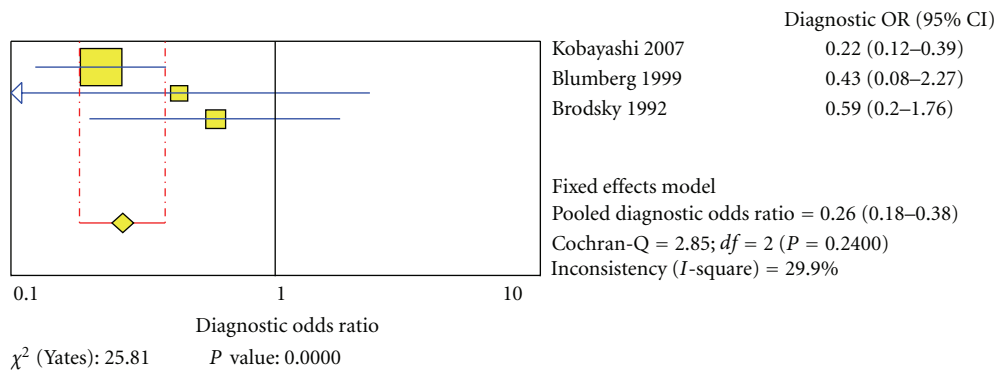 Diagnostic OR (95% CI)
Kobayashi 2007 0.22 (0.12–0.39)
Blumberg 1999 0.43 (0.08–2.27)
Brodsky 1992 0.59 (0.2–1.76)
Fixed effects model
Pooled diagnostic odds ratio = 0.26 (0.18–0.38)
Cochran-Q = 2.85; df = 2 (P = 0.2400)
Inconsistency (I-square) = 29.9%
0.1 1 10
Diagnostic odds ratio
χ² (Yates): 25.81 P value: 0.0000